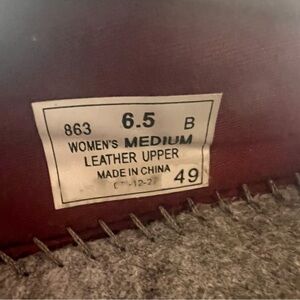 863 6.5 B
WOMEN'S MEDIUM
LEATHER UPPER
MADE IN CHINA
49